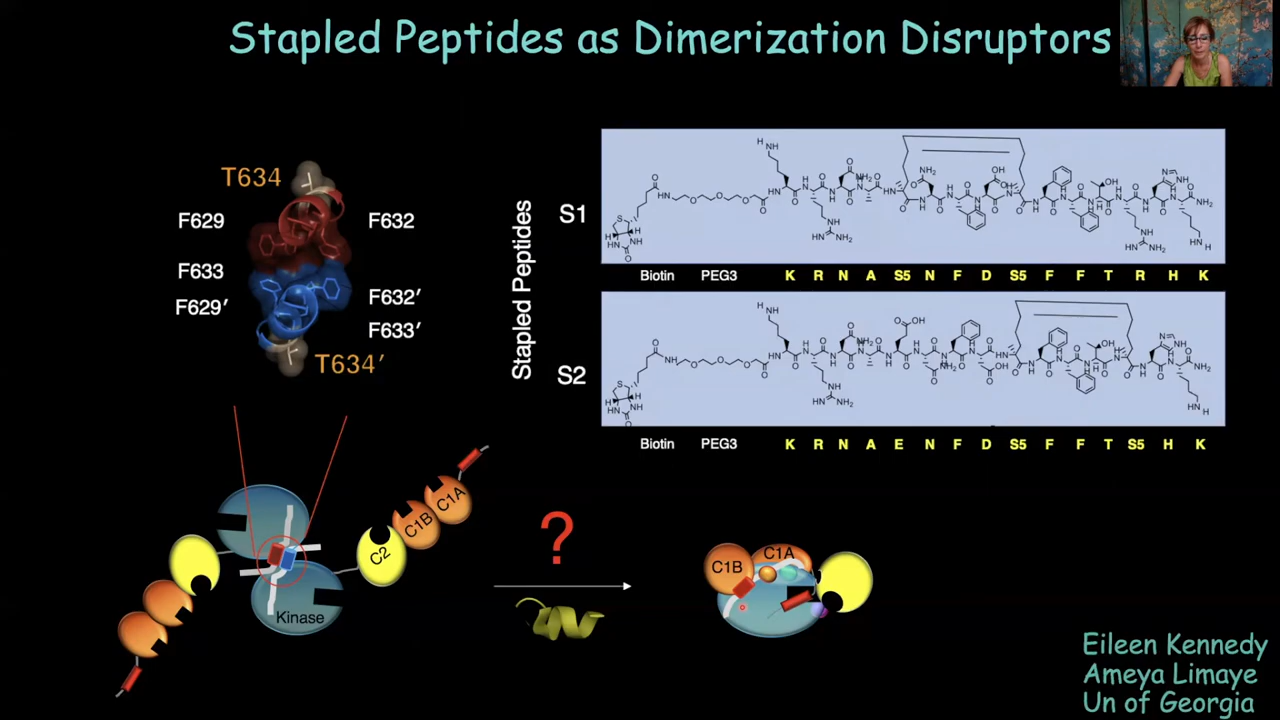 Stapled Peptides as Dimerization Disruptors
T634
F629
F632
F633
F629′
F632′
F633′
T634′
Stapled Peptides
S1
Biotin PEG3 K R N A S5 N F D S5 F F T R H K
S2
Biotin PEG3 K R N A E N F D S5 F F T S5 H K
Kinase
C2
C1B
C1A
?
C1B
C1A
Eileen Kennedy
Ameya Limaye
Un of Georgia